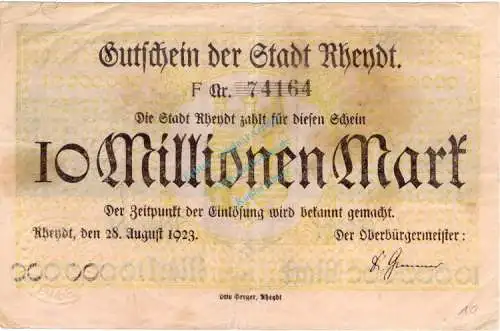 Gutschein der Stadt Rheydt.
F Nr. 74164
Die Stadt Rheydt zahlt für diesen Schein
10 Millionen Mark
Der Zeitpunkt der Einlösung wird bekannt gemacht.
Rheydt, den 28. August 1923. Der Oberbürgermeister:
Otto Berger, Rheydt